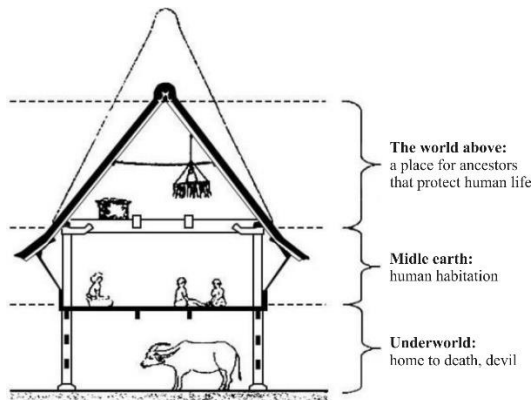 The world above:
a place for ancestors
that protect human life
Midle earth:
human habitation
Underworld:
home to death, devil